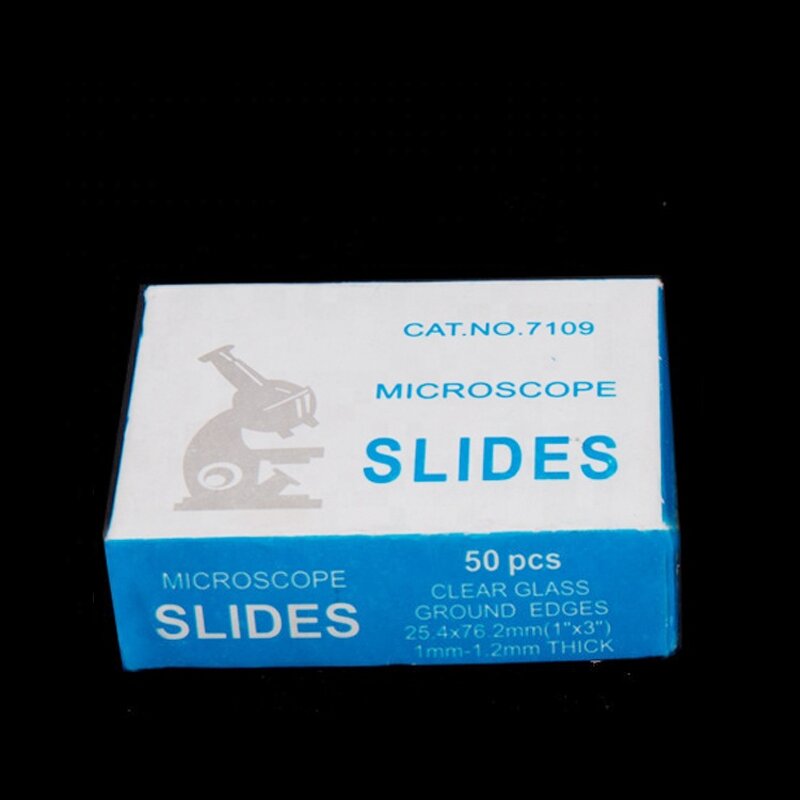 CAT.NO.7109
MICROSCOPE
SLIDES
MICROSCOPE
SLIDES
50 pcs
CLEAR GLASS
GROUND EDGES
25.4x76.2mm(1"x3")
1mm-1.2mm THICK